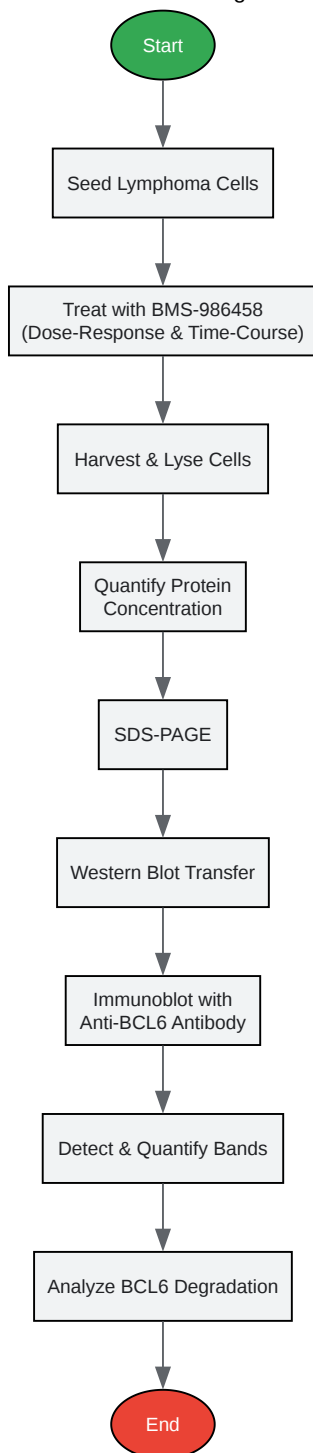 Start
Seed Lymphoma Cells
Treat with BMS-986458
(Dose-Response & Time-Course)
Harvest & Lyse Cells
Quantify Protein
Concentration
SDS-PAGE
Western Blot Transfer
Immunoblot with
Anti-BCL6 Antibody
Detect & Quantify Bands
Analyze BCL6 Degradation
End